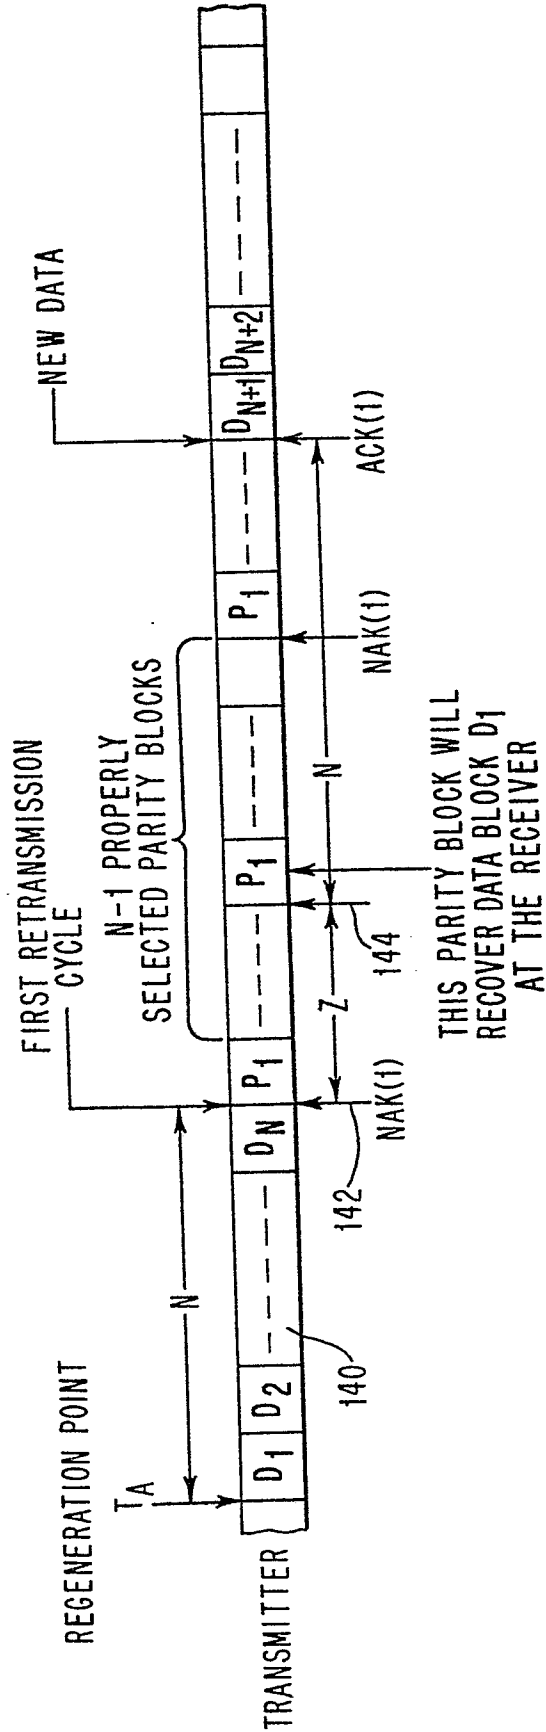 REGENERATION POINT
T_A
N
FIRST RETRANSMISSION
CYCLE
N-1 PROPERLY
SELECTED PARITY BLOCKS
NEW DATA
TRANSMITTER
D1
D2
DN
P1
P1
P1
DN+1
DN+2
140
142
NAK(1)
Z
144
N
NAK(1)
ACK(1)
THIS PARITY BLOCK WILL
RECOVER DATA BLOCK D1
AT THE RECEIVER